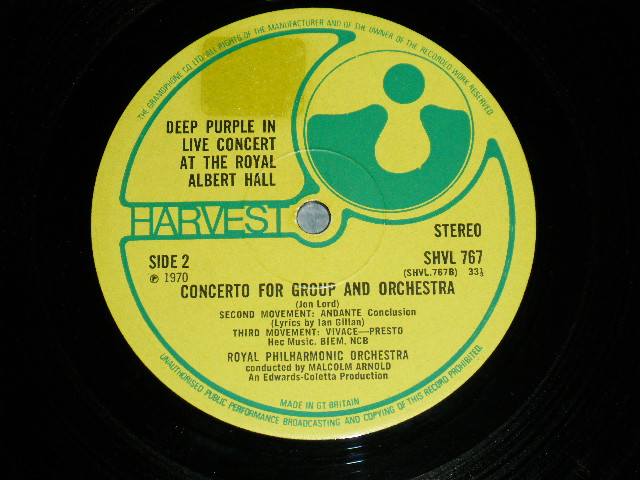 THE GRAMOPHONE CO. LTD. ALL RIGHTS OF THE MANUFACTURER AND OF THE OWNER OF THE RECORDED WORK RESERVED.
DEEP PURPLE IN
LIVE CONCERT
AT THE ROYAL
ALBERT HALL
HARVEST
STEREO
SIDE 2
SHVL 767
℗ 1970
(SHVL.767B) 33⅓
CONCERTO FOR GROUP AND ORCHESTRA
(Jon Lord)
SECOND MOVEMENT: ANDANTE Conclusion
(Lyrics by Ian Gillan)
THIRD MOVEMENT: VIVACE—PRESTO
Hec Music, BIEM, NCB
ROYAL PHILHARMONIC ORCHESTRA
conducted by MALCOLM ARNOLD
An Edwards-Coletta Production
MADE IN GT. BRITAIN
UNAUTHORISED PUBLIC PERFORMANCE BROADCASTING AND COPYING OF THIS RECORD PROHIBITED.